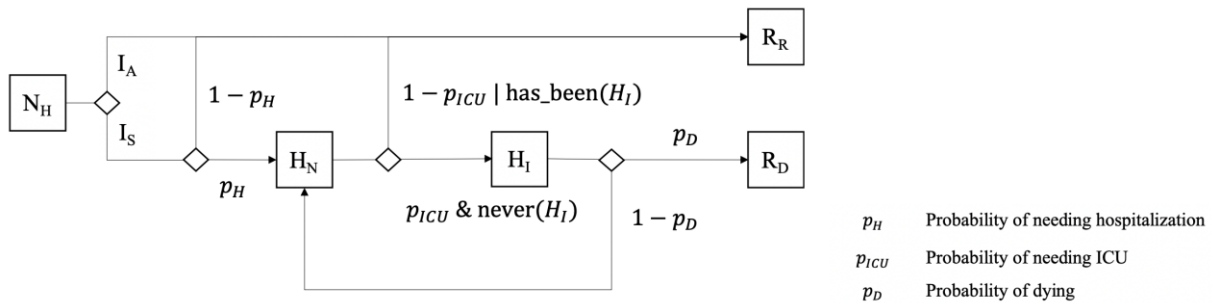 R_R
I_A
N_H
1 − p_H
1 − p_ICU | has_been(H_I)
I_S
p_D
H_N
H_I
R_D
p_H
p_ICU & never(H_I)
1 − p_D
p_H Probability of needing hospitalization
p_ICU Probability of needing ICU
p_D Probability of dying